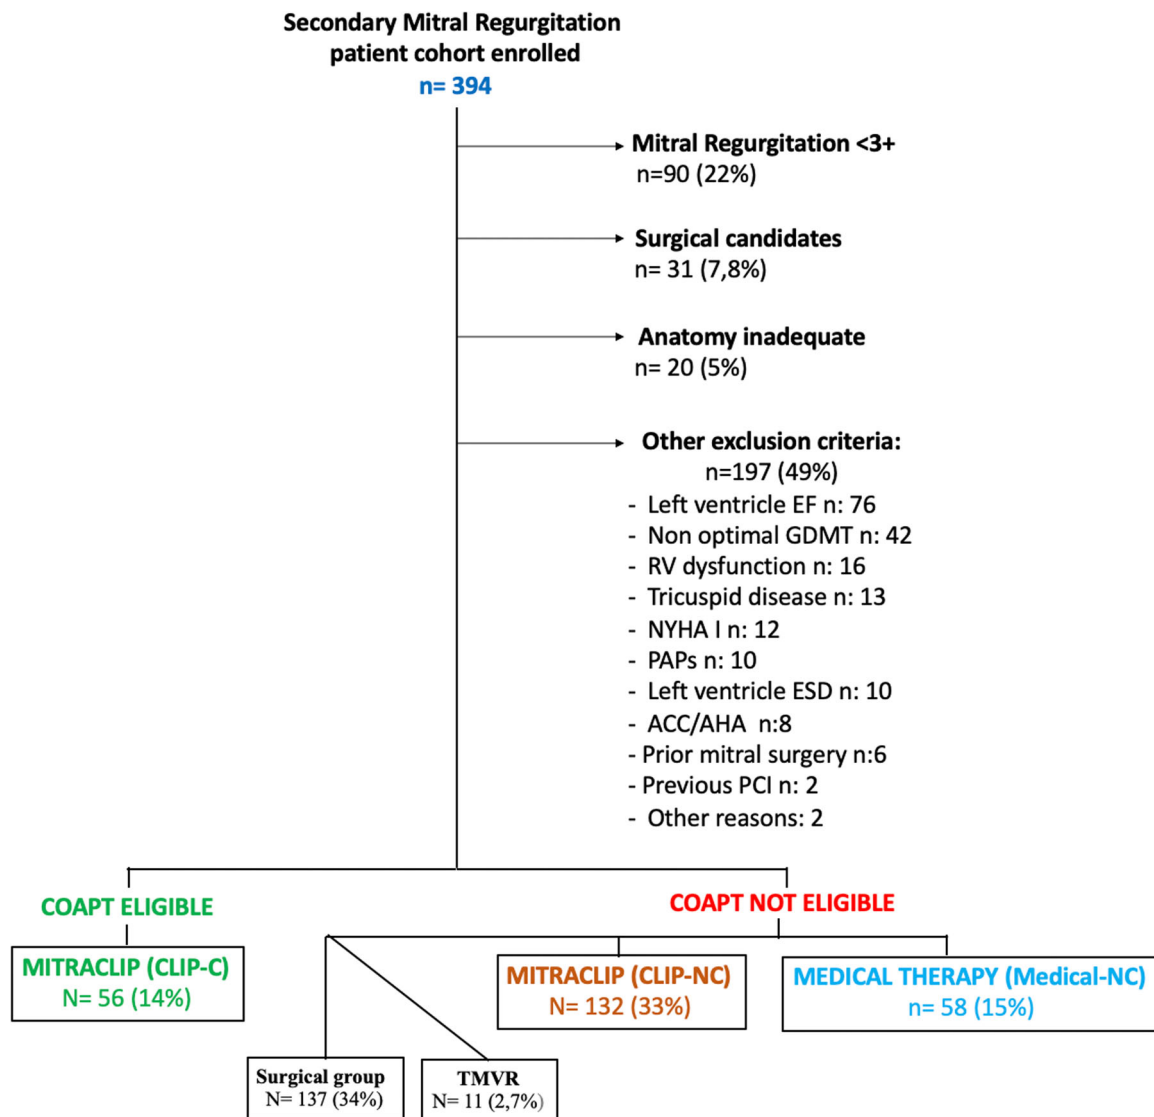 Secondary Mitral Regurgitation
patient cohort enrolled
n= 394
Mitral Regurgitation <3+
n=90 (22%)
Surgical candidates
n= 31 (7,8%)
Anatomy inadequate
n= 20 (5%)
Other exclusion criteria:
n=197 (49%)
- Left ventricle EF n: 76
- Non optimal GDMT n: 42
- RV dysfunction n: 16
- Tricuspid disease n: 13
- NYHA I n: 12
- PAPs n: 10
- Left ventricle ESD n: 10
- ACC/AHA n:8
- Prior mitral surgery n:6
- Previous PCI n: 2
- Other reasons: 2
COAPT ELIGIBLE
COAPT NOT ELIGIBLE
MITRACLIP (CLIP-C)
N= 56 (14%)
MITRACLIP (CLIP-NC)
N= 132 (33%)
MEDICAL THERAPY (Medical-NC)
n= 58 (15%)
Surgical group
N= 137 (34%)
TMVR
N= 11 (2,7%)